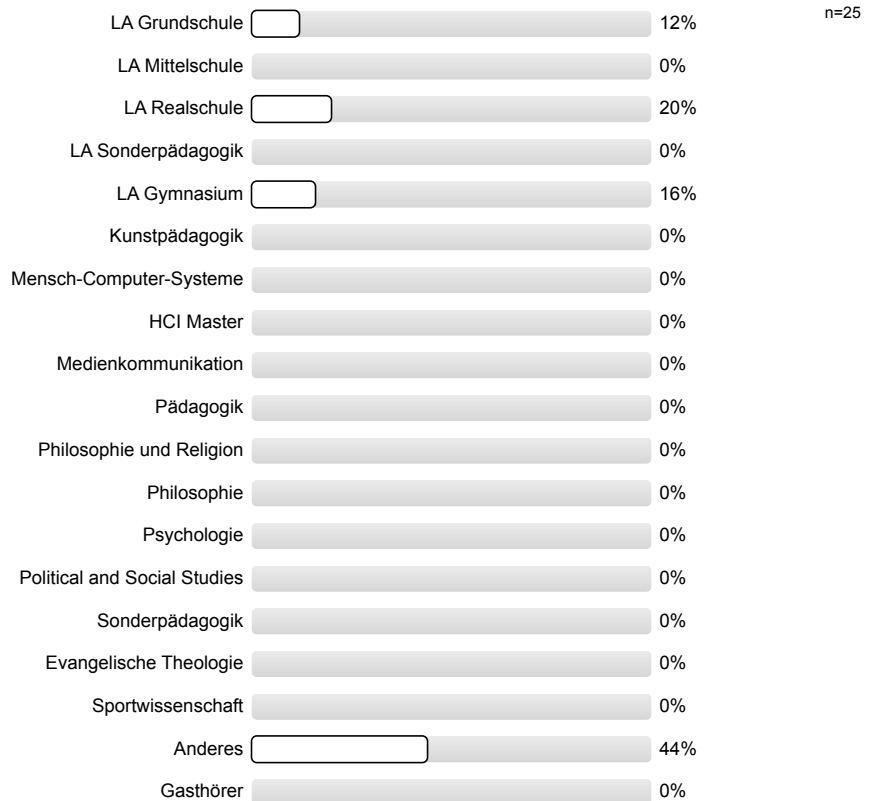 n=25
LA Grundschule 12%
LA Mittelschule 0%
LA Realschule 20%
LA Sonderpädagogik 0%
LA Gymnasium 16%
Kunstpädagogik 0%
Mensch-Computer-Systeme 0%
HCI Master 0%
Medienkommunikation 0%
Pädagogik 0%
Philosophie und Religion 0%
Philosophie 0%
Psychologie 0%
Political and Social Studies 0%
Sonderpädagogik 0%
Evangelische Theologie 0%
Sportwissenschaft 0%
Anderes 44%
Gasthörer 0%